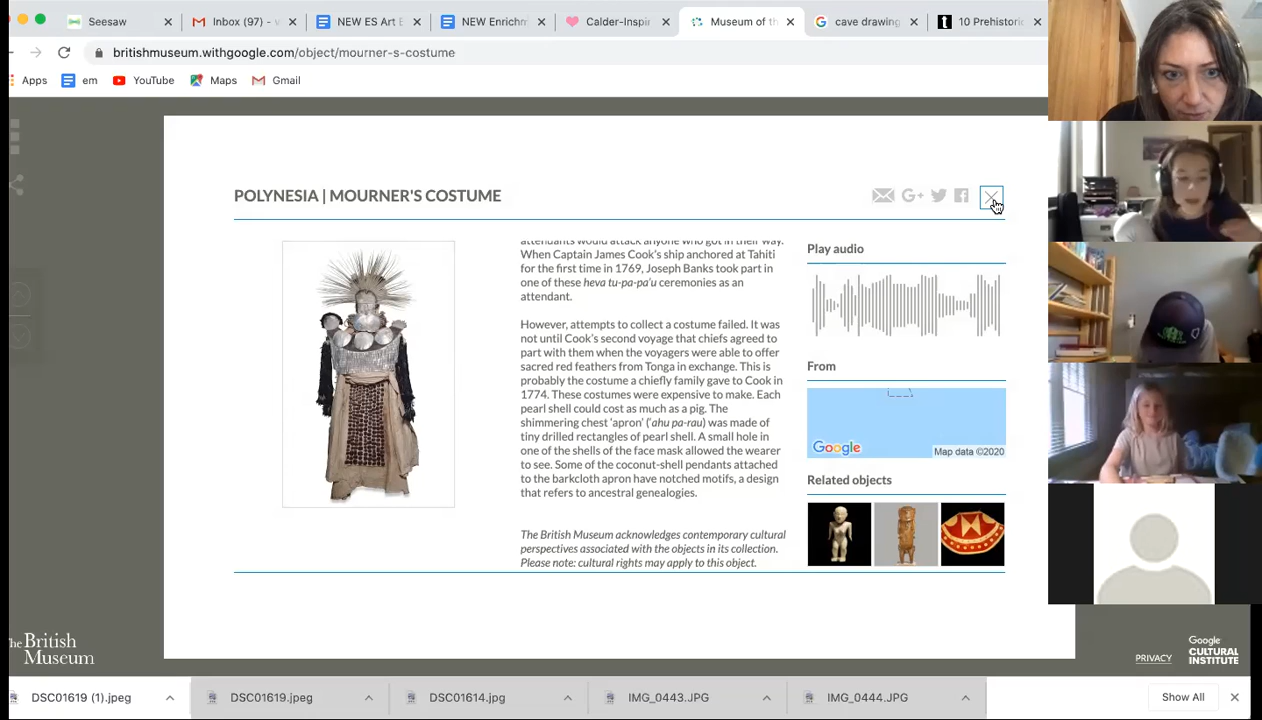 Seesaw
Inbox (97) - v
NEW ES Art E
NEW Enrichm
Calder-Inspir
Museum of th
cave drawing
10 Prehistoric
britishmuseum.withgoogle.com/object/mourner-s-costume
Apps
em
YouTube
Maps
Gmail
POLYNESIA | MOURNER'S COSTUME
G+
attendants would attack anyone who got in their way.
When Captain James Cook's ship anchored at Tahiti
for the first time in 1769, Joseph Banks took part in
one of these heva tu-pa-pa'u ceremonies as an
attendant.
However, attempts to collect a costume failed. It was
not until Cook's second voyage that chiefs agreed to
part with them when the voyagers were able to offer
sacred red feathers from Tonga in exchange. This is
probably the costume a chiefly family gave to Cook in
1774. These costumes were expensive to make. Each
pearl shell could cost as much as a pig. The
shimmering chest 'apron' ('ahu pa-rau) was made of
tiny drilled rectangles of pearl shell. A small hole in
one of the shells of the face mask allowed the wearer
to see. Some of the coconut-shell pendants attached
to the barkcloth apron have notched motifs, a design
that refers to ancestral genealogies.
The British Museum acknowledges contemporary cultural
perspectives associated with the objects in its collection.
Please note: cultural rights may apply to this object.
Play audio
From
Google
Map data ©2020
Related objects
The British
Museum
PRIVACY
Google
CULTURAL
INSTITUTE
DSC01619 (1).jpeg
DSC01619.jpeg
DSC01614.jpg
IMG_0443.JPG
IMG_0444.JPG
Show All